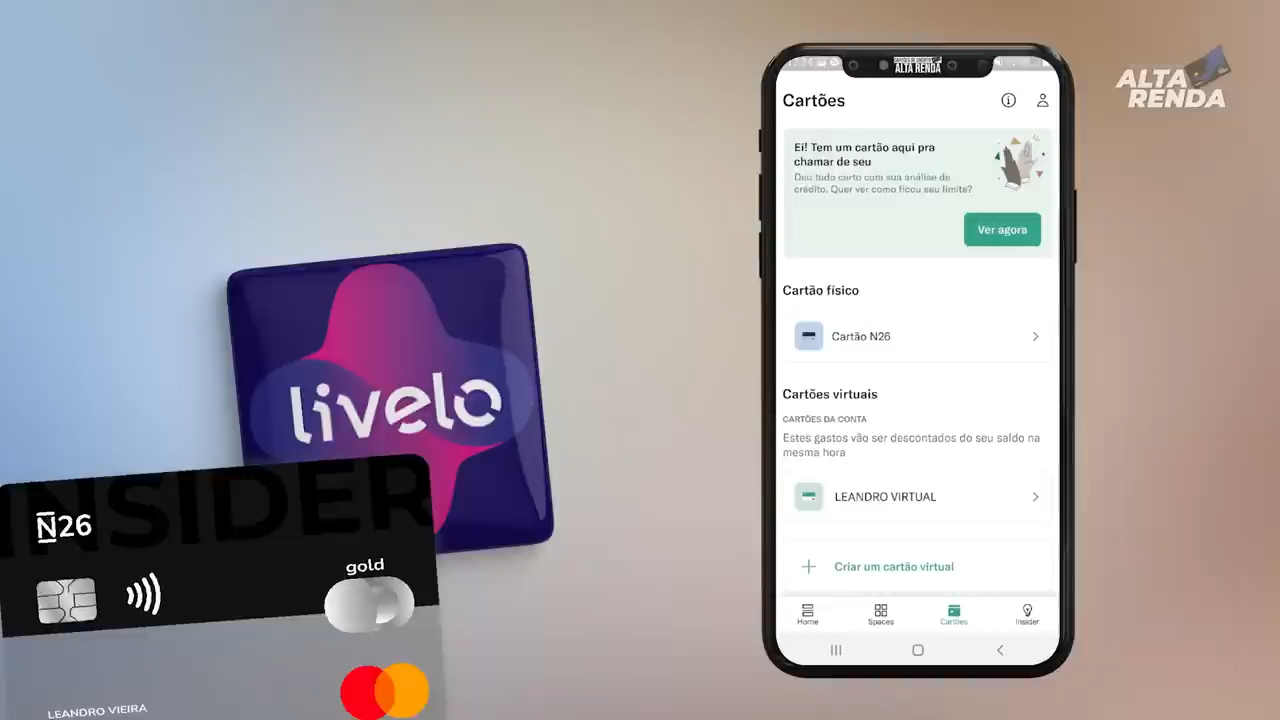 ALTA
RENDA
ALTA RENDA
Cartões
Ei! Tem um cartão aqui pra
chamar de seu
Deu tudo certo com sua análise de
crédito. Quer ver como ficou seu limite?
Ver agora
Cartão físico
Cartão N26
Cartões virtuais
CARTÕES DA CONTA
Estes gastos vão ser descontados do seu saldo na
mesma hora
LEANDRO VIRTUAL
Criar um cartão virtual
Home
Spaces
Cartões
Insider
livelo
INSIDER
N26
gold
LEANDRO VIEIRA